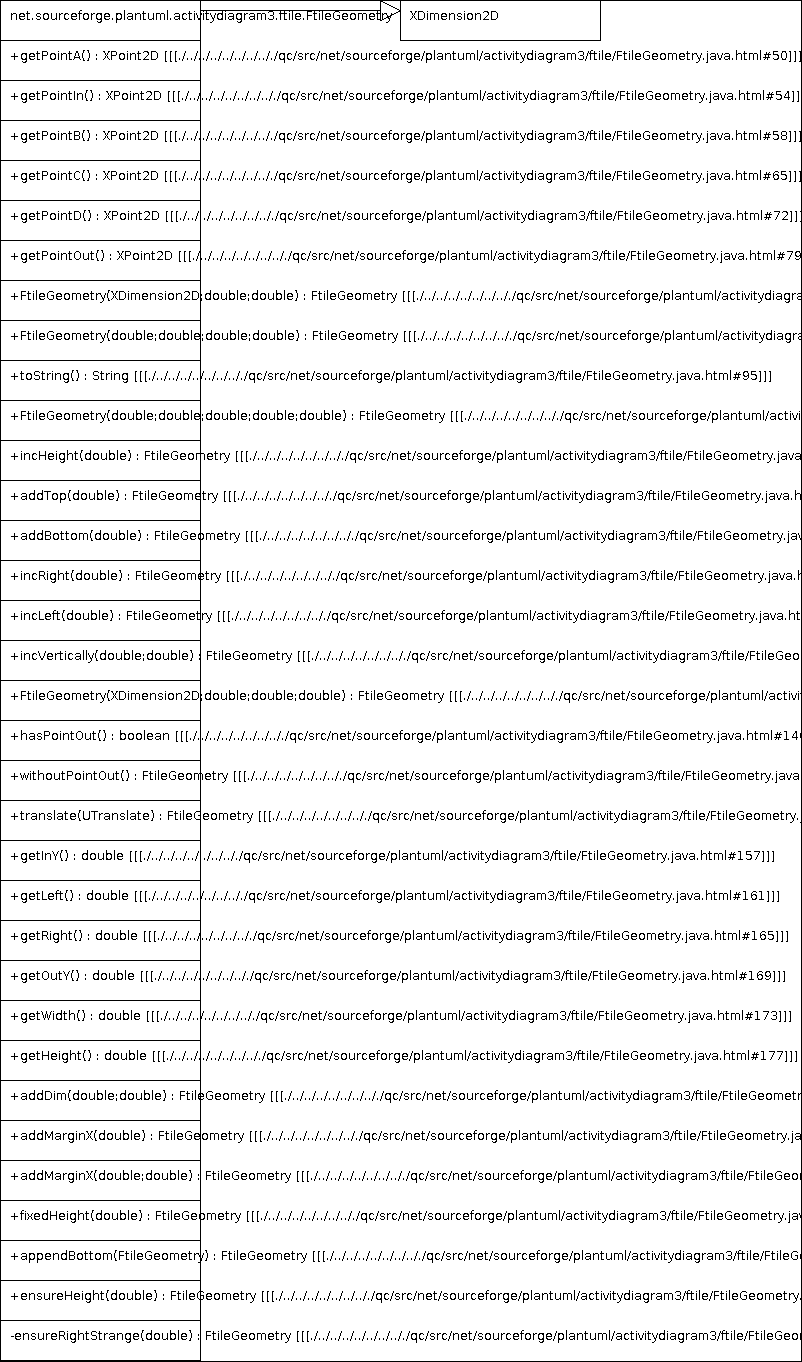 net.sourceforge.plantuml.activitydiagram3.ftile.FtileGeometry
XDimension2D
+getPointA() : XPoint2D [[[./../../../../../../../qc/src/net/sourceforge/plantuml/activitydiagram3/ftile/FtileGeometry.java.html#50]]]
+getPointIn() : XPoint2D [[[./../../../../../../../qc/src/net/sourceforge/plantuml/activitydiagram3/ftile/FtileGeometry.java.html#54]]]
+getPointB() : XPoint2D [[[./../../../../../../../qc/src/net/sourceforge/plantuml/activitydiagram3/ftile/FtileGeometry.java.html#58]]]
+getPointC() : XPoint2D [[[./../../../../../../../qc/src/net/sourceforge/plantuml/activitydiagram3/ftile/FtileGeometry.java.html#65]]]
+getPointD() : XPoint2D [[[./../../../../../../../qc/src/net/sourceforge/plantuml/activitydiagram3/ftile/FtileGeometry.java.html#72]]]
+getPointOut() : XPoint2D [[[./../../../../../../../qc/src/net/sourceforge/plantuml/activitydiagram3/ftile/FtileGeometry.java.html#79
+FtileGeometry(XDimension2D;double;double) : FtileGeometry [[[./../../../../../../../qc/src/net/sourceforge/plantuml/activitydiagra
+FtileGeometry(double;double;double;double) : FtileGeometry [[[./../../../../../../../qc/src/net/sourceforge/plantuml/activitydiagra
+toString() : String [[[./../../../../../../../qc/src/net/sourceforge/plantuml/activitydiagram3/ftile/FtileGeometry.java.html#95]]]
+FtileGeometry(double;double;double;double;double) : FtileGeometry [[[./../../../../../../../qc/src/net/sourceforge/plantuml/activi
+incHeight(double) : FtileGeometry [[[./../../../../../../../qc/src/net/sourceforge/plantuml/activitydiagram3/ftile/FtileGeometry.java
+addTop(double) : FtileGeometry [[[./../../../../../../../qc/src/net/sourceforge/plantuml/activitydiagram3/ftile/FtileGeometry.java.h
+addBottom(double) : FtileGeometry [[[./../../../../../../../qc/src/net/sourceforge/plantuml/activitydiagram3/ftile/FtileGeometry.jav
+incRight(double) : FtileGeometry [[[./../../../../../../../qc/src/net/sourceforge/plantuml/activitydiagram3/ftile/FtileGeometry.java.h
+incLeft(double) : FtileGeometry [[[./../../../../../../../qc/src/net/sourceforge/plantuml/activitydiagram3/ftile/FtileGeometry.java.ht
+incVertically(double;double) : FtileGeometry [[[./../../../../../../../qc/src/net/sourceforge/plantuml/activitydiagram3/ftile/FtileGeo
+FtileGeometry(XDimension2D;double;double;double) : FtileGeometry [[[./../../../../../../../qc/src/net/sourceforge/plantuml/activi
+hasPointOut() : boolean [[[./../../../../../../../qc/src/net/sourceforge/plantuml/activitydiagram3/ftile/FtileGeometry.java.html#14
+withoutPointOut() : FtileGeometry [[[./../../../../../../../qc/src/net/sourceforge/plantuml/activitydiagram3/ftile/FtileGeometry.java
+translate(UTranslate) : FtileGeometry [[[./../../../../../../../qc/src/net/sourceforge/plantuml/activitydiagram3/ftile/FtileGeometry.j
+getInY() : double [[[./../../../../../../../qc/src/net/sourceforge/plantuml/activitydiagram3/ftile/FtileGeometry.java.html#157]]]
+getLeft() : double [[[./../../../../../../../qc/src/net/sourceforge/plantuml/activitydiagram3/ftile/FtileGeometry.java.html#161]]]
+getRight() : double [[[./../../../../../../../qc/src/net/sourceforge/plantuml/activitydiagram3/ftile/FtileGeometry.java.html#165]]]
+getOutY() : double [[[./../../../../../../../qc/src/net/sourceforge/plantuml/activitydiagram3/ftile/FtileGeometry.java.html#169]]]
+getWidth() : double [[[./../../../../../../../qc/src/net/sourceforge/plantuml/activitydiagram3/ftile/FtileGeometry.java.html#173]]]
+getHeight() : double [[[./../../../../../../../qc/src/net/sourceforge/plantuml/activitydiagram3/ftile/FtileGeometry.java.html#177]]]
+addDim(double;double) : FtileGeometry [[[./../../../../../../../qc/src/net/sourceforge/plantuml/activitydiagram3/ftile/FtileGeometr
+addMarginX(double) : FtileGeometry [[[./../../../../../../../qc/src/net/sourceforge/plantuml/activitydiagram3/ftile/FtileGeometry.ja
+addMarginX(double;double) : FtileGeometry [[[./../../../../../../../qc/src/net/sourceforge/plantuml/activitydiagram3/ftile/FtileGeo
+fixedHeight(double) : FtileGeometry [[[./../../../../../../../qc/src/net/sourceforge/plantuml/activitydiagram3/ftile/FtileGeometry.jav
+appendBottom(FtileGeometry) : FtileGeometry [[[./../../../../../../../qc/src/net/sourceforge/plantuml/activitydiagram3/ftile/FtileG
+ensureHeight(double) : FtileGeometry [[[./../../../../../../../qc/src/net/sourceforge/plantuml/activitydiagram3/ftile/FtileGeometry.
-ensureRightStrange(double) : FtileGeometry [[[./../../../../../../../qc/src/net/sourceforge/plantuml/activitydiagram3/ftile/FtileGeo